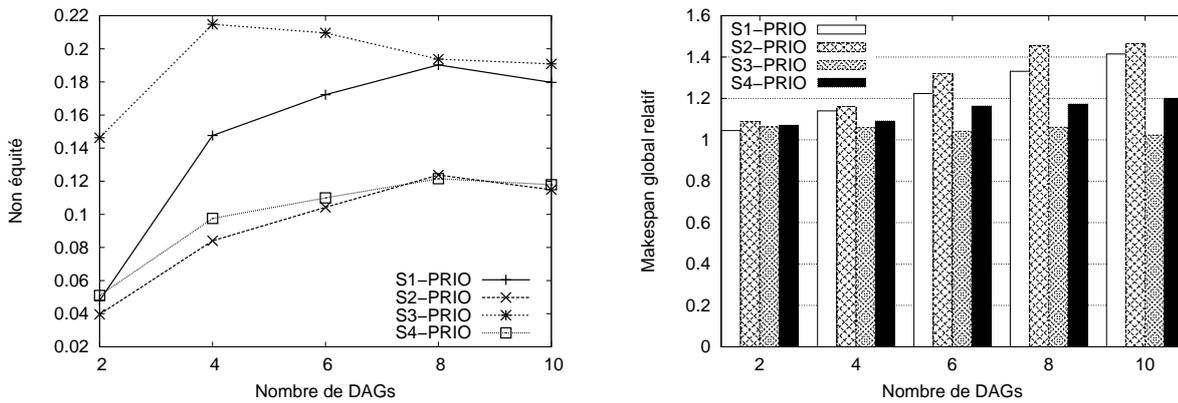 0.22
0.2
0.18
0.16
0.14
0.12
0.1
0.08
0.06
0.04
0.02
2
4
6
8
10
Non équité
Nombre de DAGs
S1−PRIO
S2−PRIO
S3−PRIO
S4−PRIO
1.6
1.4
1.2
1
0.8
0.6
0.4
0.2
0
2
4
6
8
10
Makespan global relatif
Nombre de DAGs
S1−PRIO
S2−PRIO
S3−PRIO
S4−PRIO